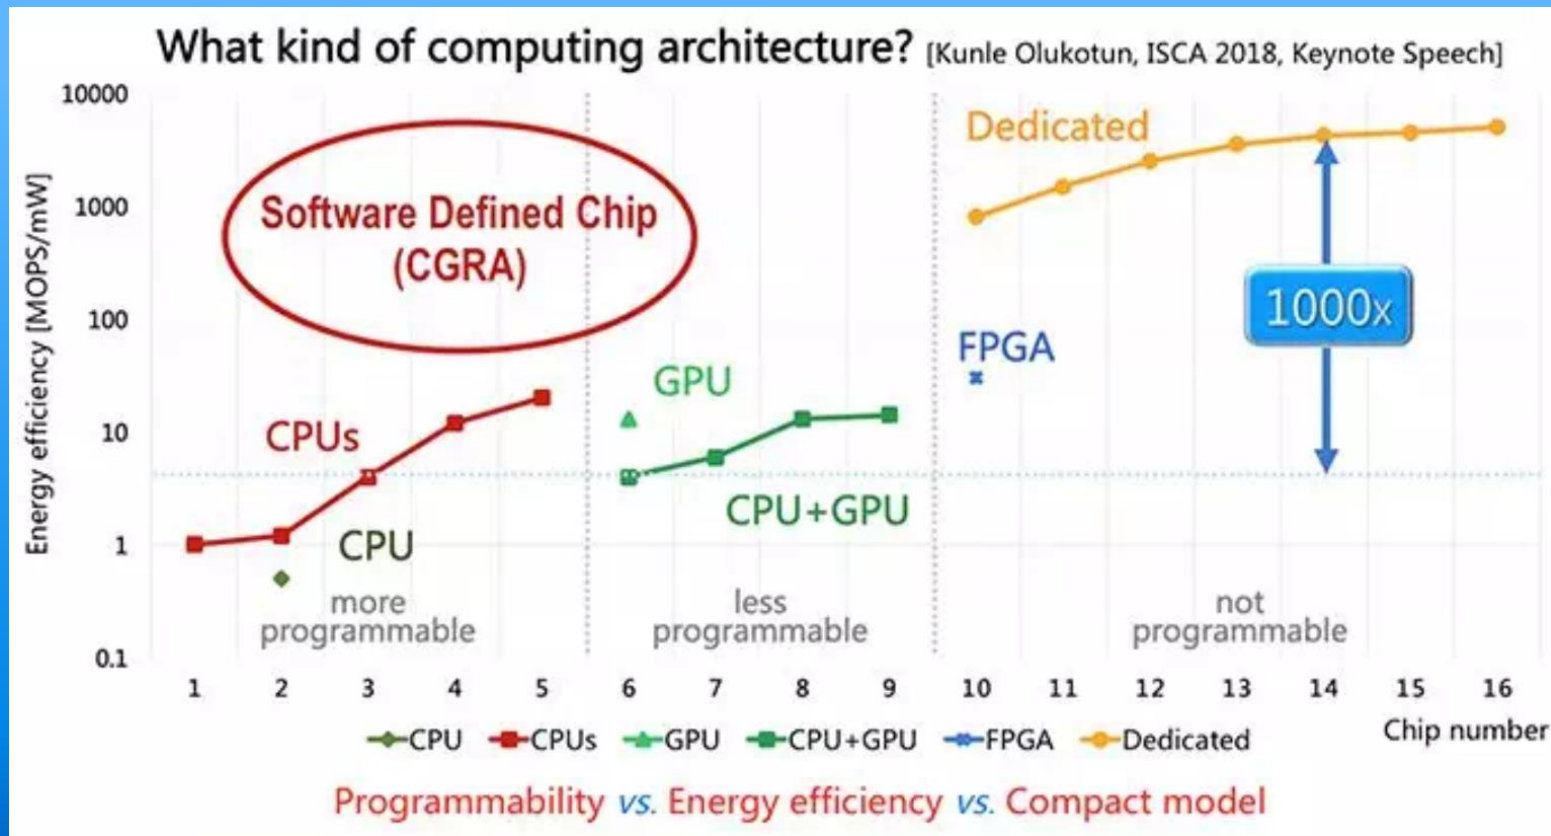 What kind of computing architecture? [Kunle Olukotun, ISCA 2018, Keynote Speech]
Energy efficiency [MOPS/mW]
10000
1000
100
10
1
0.1
Software Defined Chip
(CGRA)
CPUs
CPU
GPU
CPU+GPU
FPGA
Dedicated
1000x
more
programmable
less
programmable
not
programmable
1 2 3 4 5 6 7 8 9 10 11 12 13 14 15 16
Chip number
CPU CPUs GPU CPU+GPU FPGA Dedicated
Programmability vs. Energy efficiency vs. Compact model